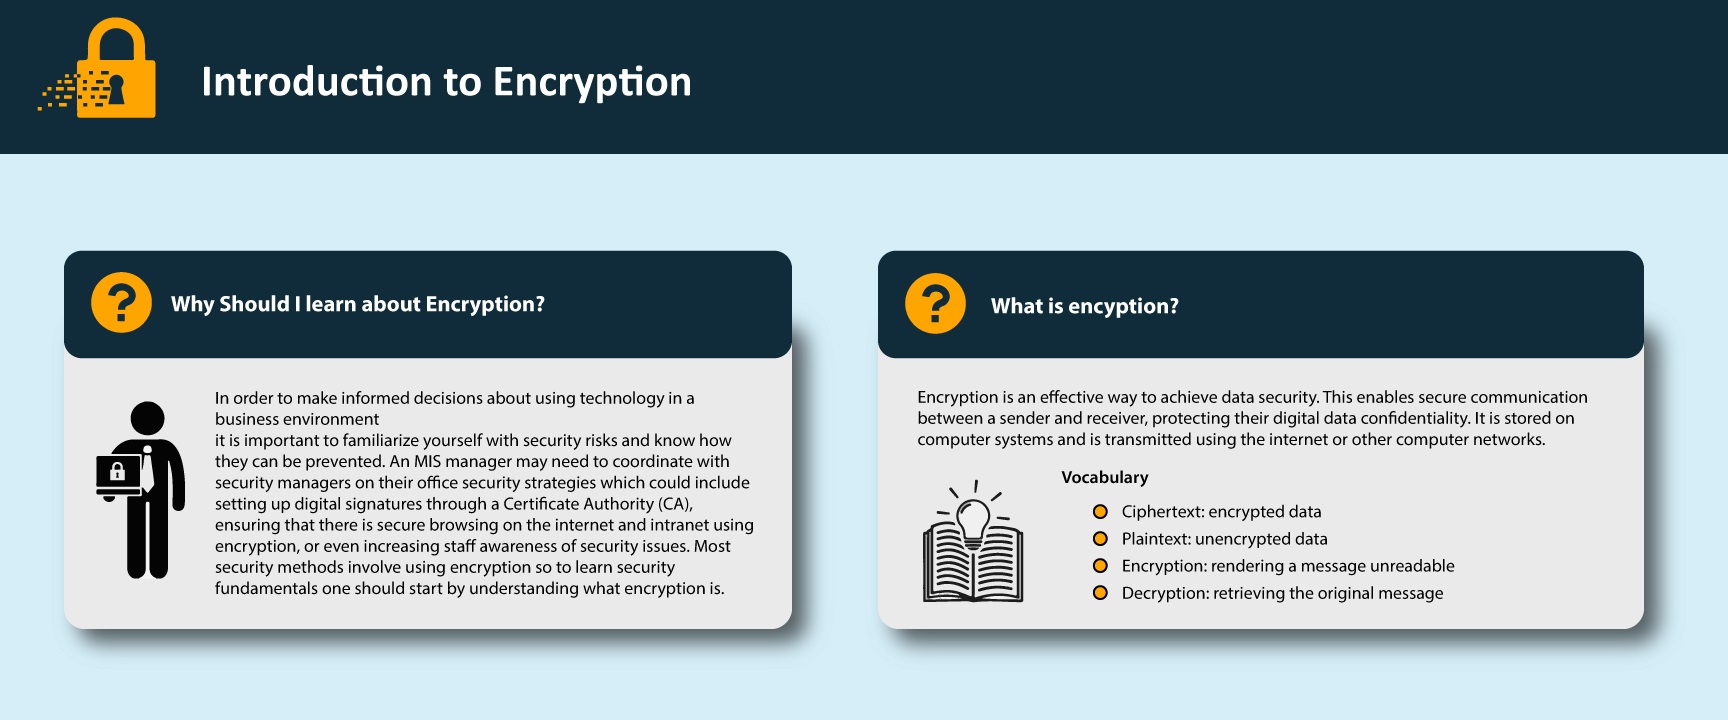 Introduction to Encryption
Why Should I learn about Encryption?
In order to make informed decisions about using technology in a
business environment
it is important to familiarize yourself with security risks and know how
they can be prevented. An MIS manager may need to coordinate with
security managers on their office security strategies which could include
setting up digital signatures through a Certificate Authority (CA),
ensuring that there is secure browsing on the internet and intranet using
encryption, or even increasing staff awareness of security issues. Most
security methods involve using encryption so to learn security
fundamentals one should start by understanding what encryption is.
What is encyption?
Encryption is an effective way to achieve data security. This enables secure communication
between a sender and receiver, protecting their digital data confidentiality. It is stored on
computer systems and is transmitted using the internet or other computer networks.
Vocabulary
Ciphertext: encrypted data
Plaintext: unencrypted data
Encryption: rendering a message unreadable
Decryption: retrieving the original message